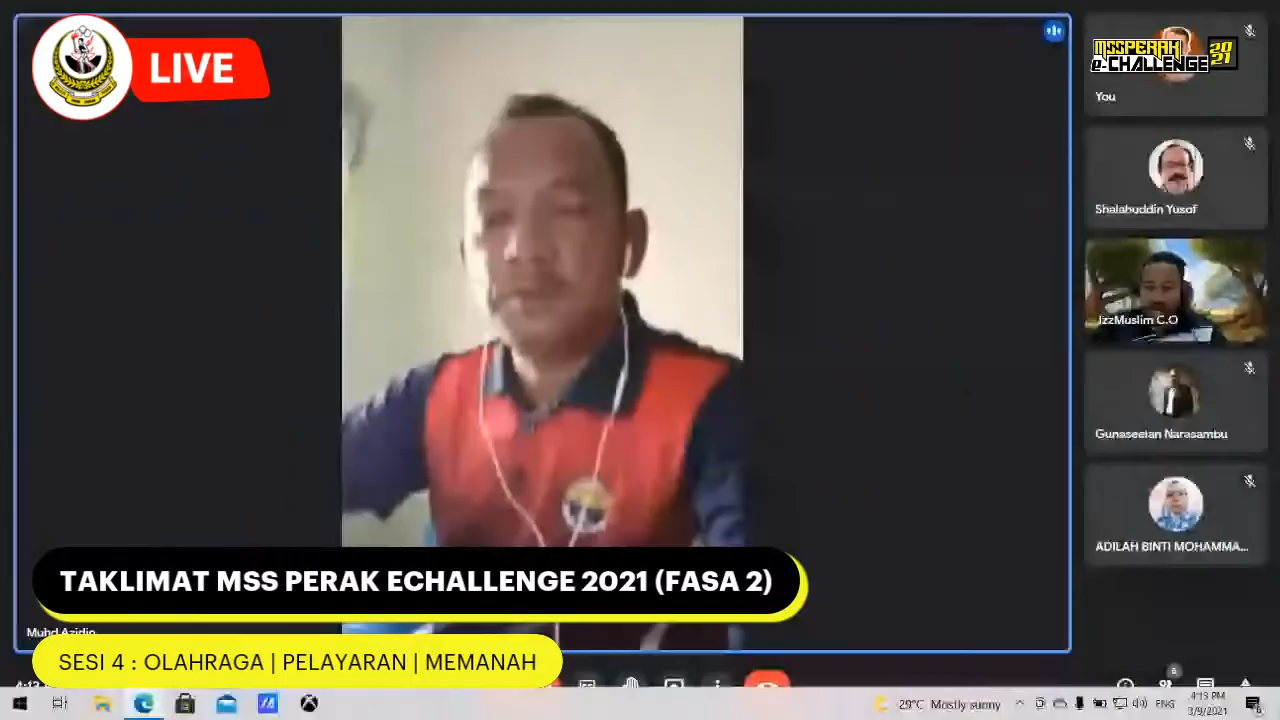 LIVE
MSSPERAK
e-CHALLENGE
2021
You
Shalahuddin Yusof
IzzMuslim C.O
Gunaseelan Narasambu
ADILAH BINTI MOHAMMA...
TAKLIMAT MSS PERAK ECHALLENGE 2021 (FASA 2)
Muhd Azidin
SESI 4 : OLAHRAGA | PELAYARAN | MEMANAH
6
29°C Mostly sunny
ENG
4:13 PM
3/9/2021